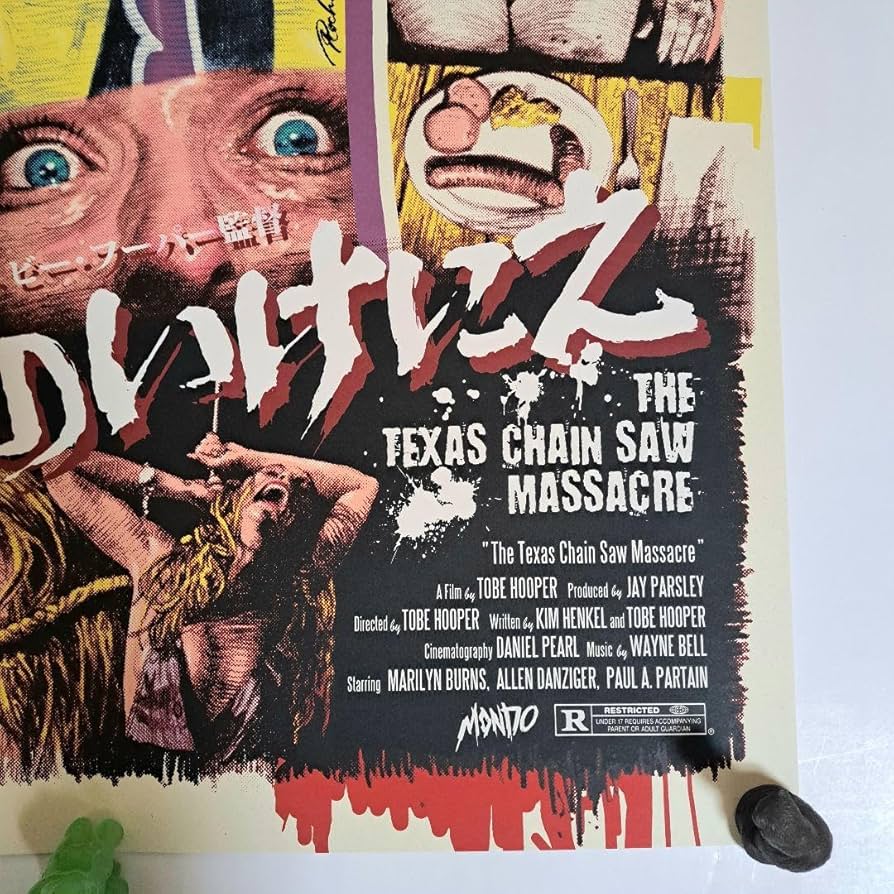 ビー・フーパー監督
のいけにえ
THE
TEXAS CHAIN SAW
MASSACRE
"The Texas Chain Saw Massacre"
A Film by TOBE HOOPER Produced by JAY PARSLEY
Directed by TOBE HOOPER Written by KIM HENKEL and TOBE HOOPER
Cinematography DANIEL PEARL Music by WAYNE BELL
Starring MARILYN BURNS, ALLEN DANZIGER, PAUL A. PARTAIN
MONDO
R RESTRICTED
UNDER 17 REQUIRES ACCOMPANYING
PARENT OR ADULT GUARDIAN
®